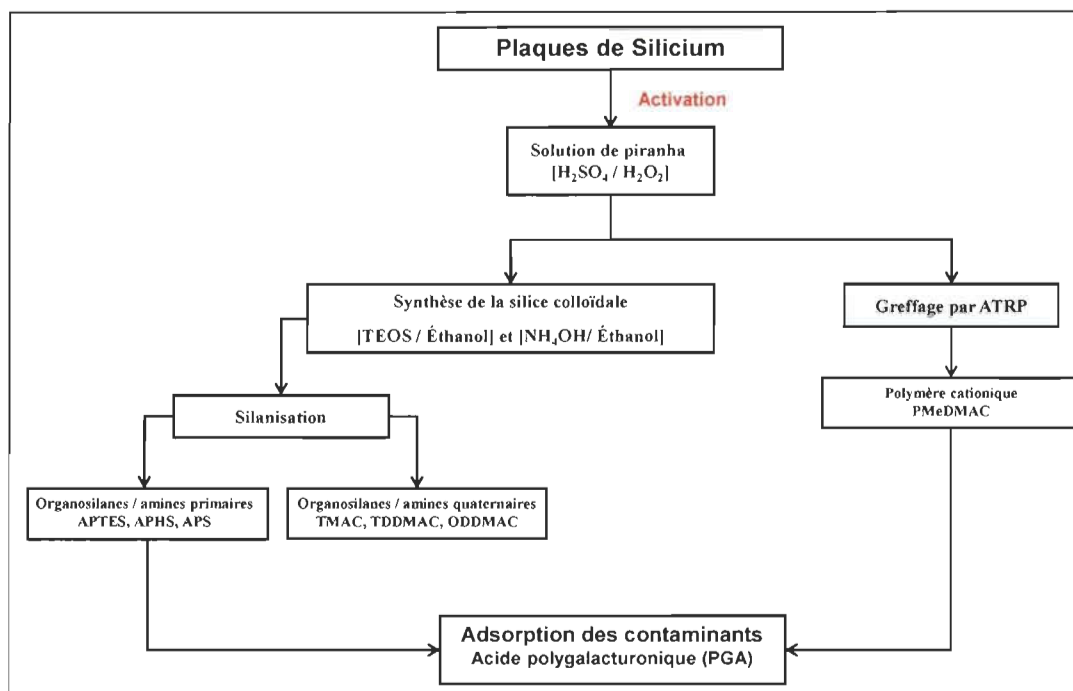 Plaques de Silicium
Activation
Solution de piranha
[H₂SO₄ / H₂O₂]
Synthèse de la silice colloïdale
[TEOS / Éthanol] et [NH₄OH/ Éthanol]
Greffage par ATRP
Polymère cationique
PMeDMAC
Silanisation
Organosilanes / amines primaires
APTES, APHS, APS
Organosilanes / amines quaternaires
TMAC, TDDMAC, ODDMAC
Adsorption des contaminants
Acide polygalacturonique (PGA)